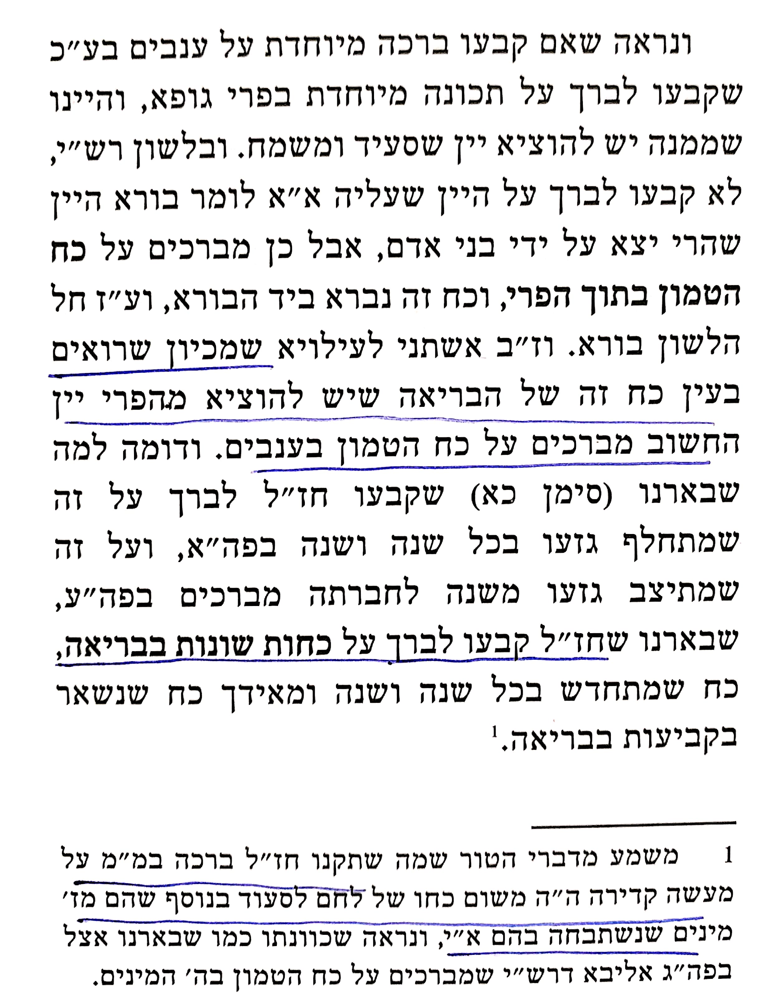 ונראה שאם קבעו ברכה מיוחדת על ענבים בע״כ
שקבעו לברך על תכונה מיוחדת בפרי גופא, והיינו
שממנה יש להוציא יין שסעיד ומשמח. ובלשון רש״י,
לא קבעו לברך על היין שעליה א״א לומר בורא היין
שהרי יצא על ידי בני אדם, אבל כן מברכים על כח
הטמון בתוך הפרי, וכח זה נברא ביד הבורא, וע״ז חל
הלשון בורא. וז״ב אשתני לעילויא שמכיון שרואים
בעין כח זה של הבריאה שיש להוציא מהפרי יין
החשוב מברכים על כח הטמון בענבים. ודומה למה
שבארנו (סימן כא) שקבעו חז״ל לברך על זה
שמתחלף גזעו בכל שנה ושנה בפה״א, ועל זה
שמתיצב גזעו משנה לחברתה מברכים בפה״ע,
שבארנו שחז״ל קבעו לברך על כחות שונות בבריאה,
כח שמתחדש בכל שנה ושנה ומאידך כח שנשאר
בקביעות בבריאה.1
1 משמע מדברי הטור שמה שתקנו חז״ל ברכה במ״מ על
מעשה קדירה ה״ה משום כחו של לחם לסעוד בנוסף שהם מז׳
מינים שנשתבחה בהם א״י, ונראה שכוונתו כמו שבארנו אצל
בפה״ג אליבא דרש״י שמברכים על כח הטמון בה׳ המינים.